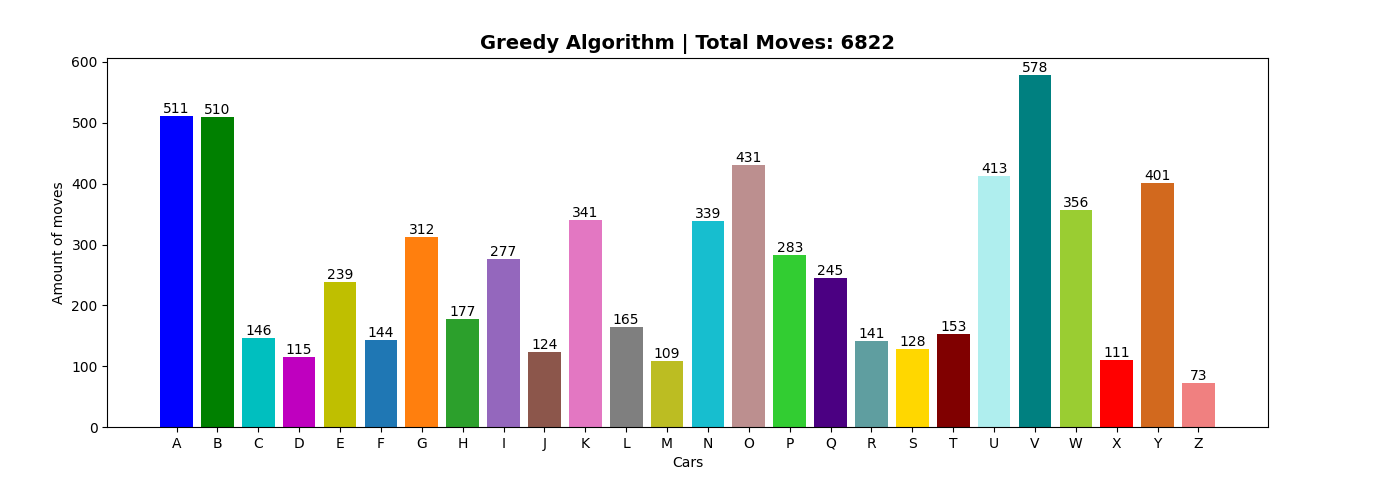 Greedy Algorithm | Total Moves: 6822
600
500
400
300
200
100
0
Amount of moves
511 510 146 115 239 144 312 177 277 124 341 165 109 339 431 283 245 141 128 153 413 578 356 111 401 73
A B C D E F G H I J K L M N O P Q R S T U V W X Y Z
Cars